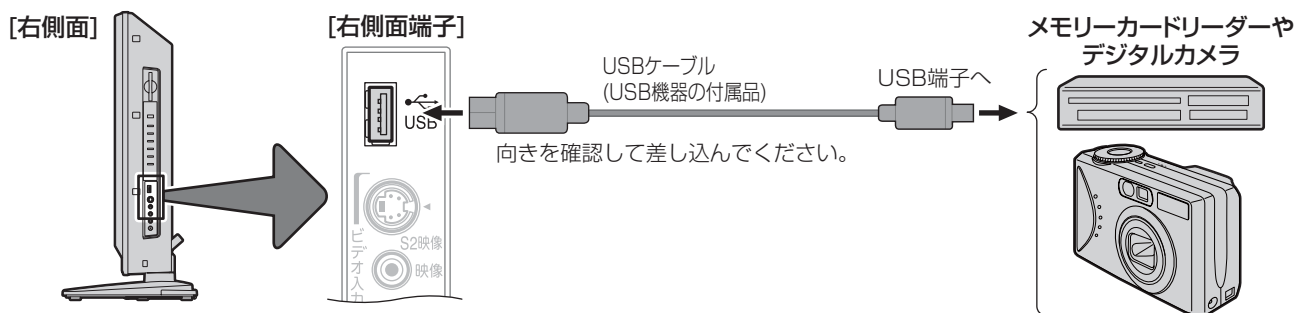 [右側面]
[右側面端子]
メモリーカードリーダーや
デジタルカメラ
USBケーブル
(USB機器の付属品)
USB端子へ
USB
向きを確認して差し込んでください。
S2映像
映像
ビデオ入力